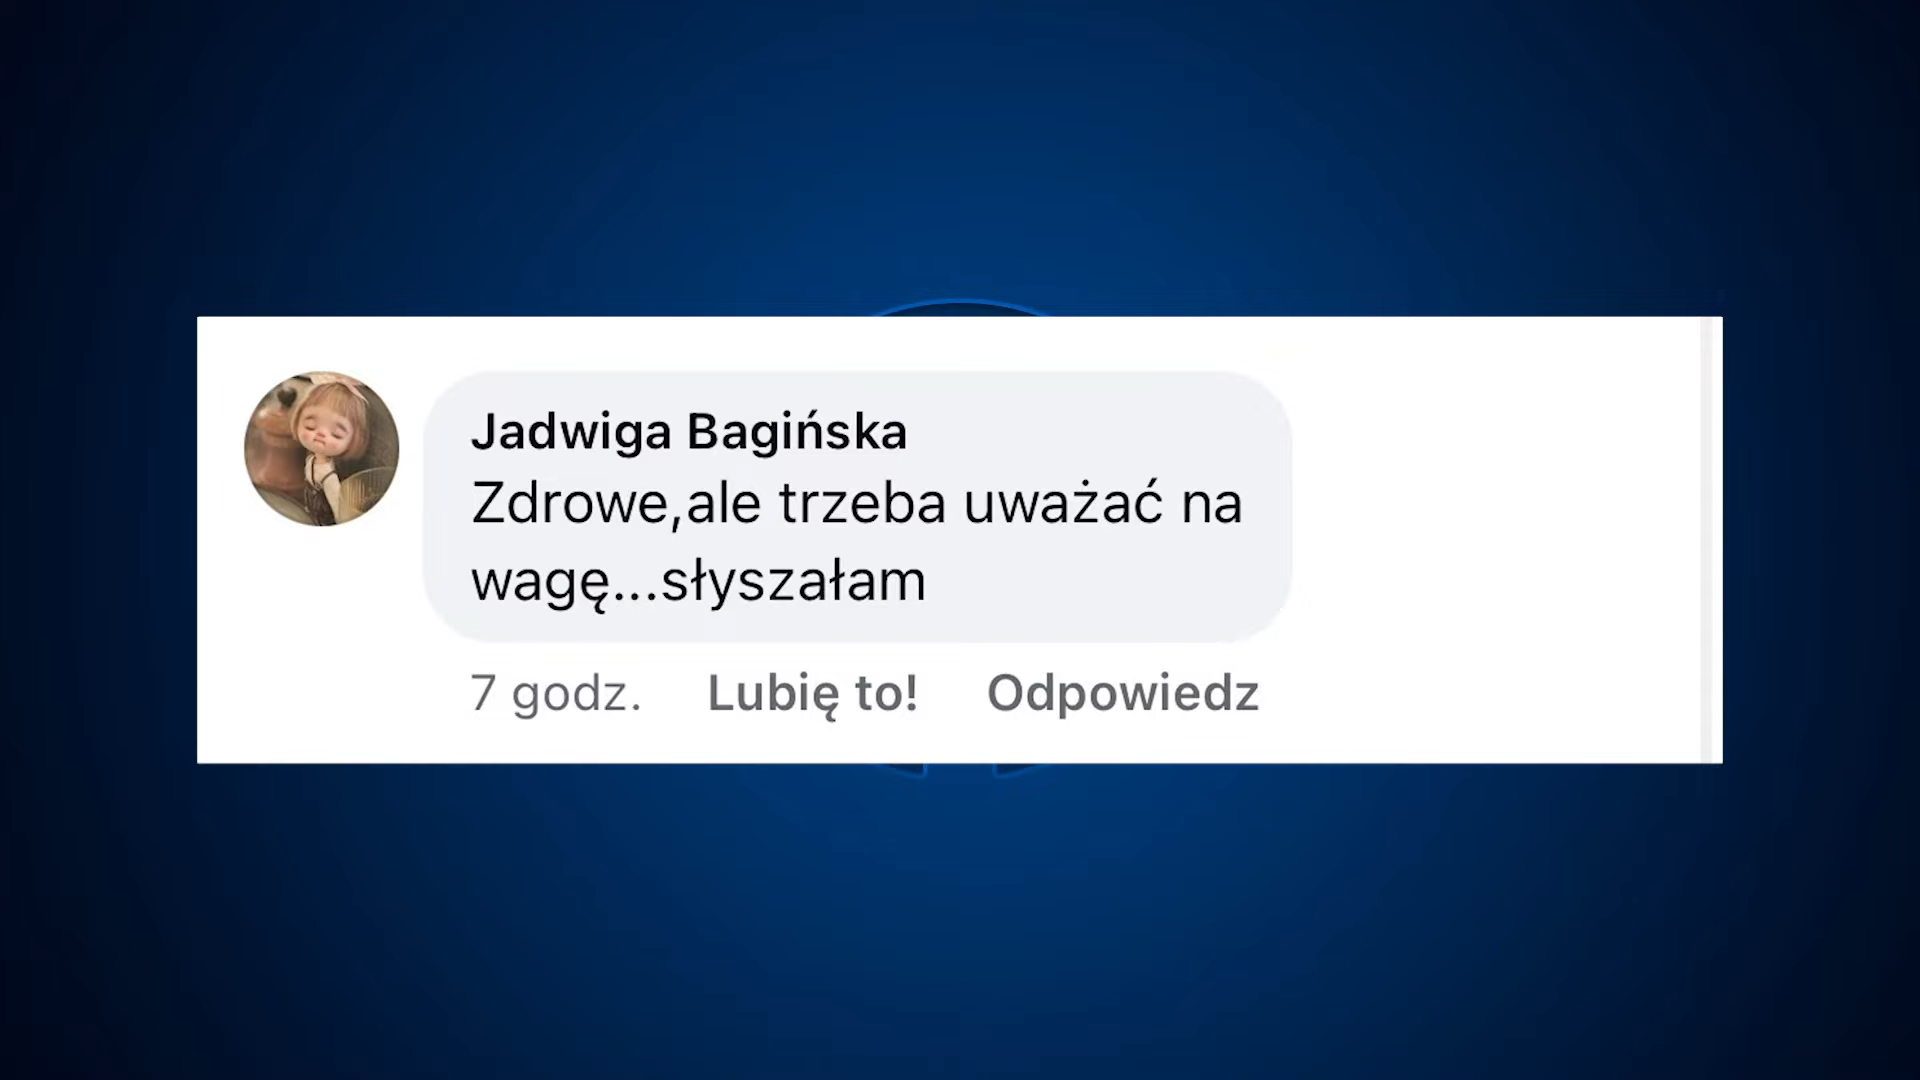 Jadwiga Bagińska
Zdrowe,ale trzeba uważać na
wagę...słyszałam
7 godz. Lubię to! Odpowiedz